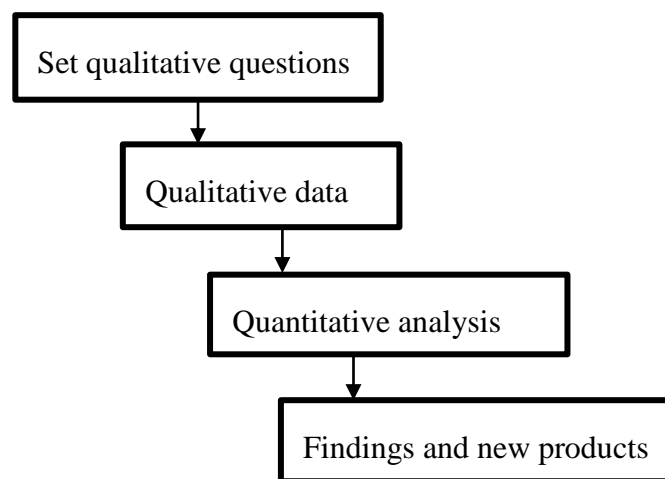 Set qualitative questions
Qualitative data
Quantitative analysis
Findings and new products